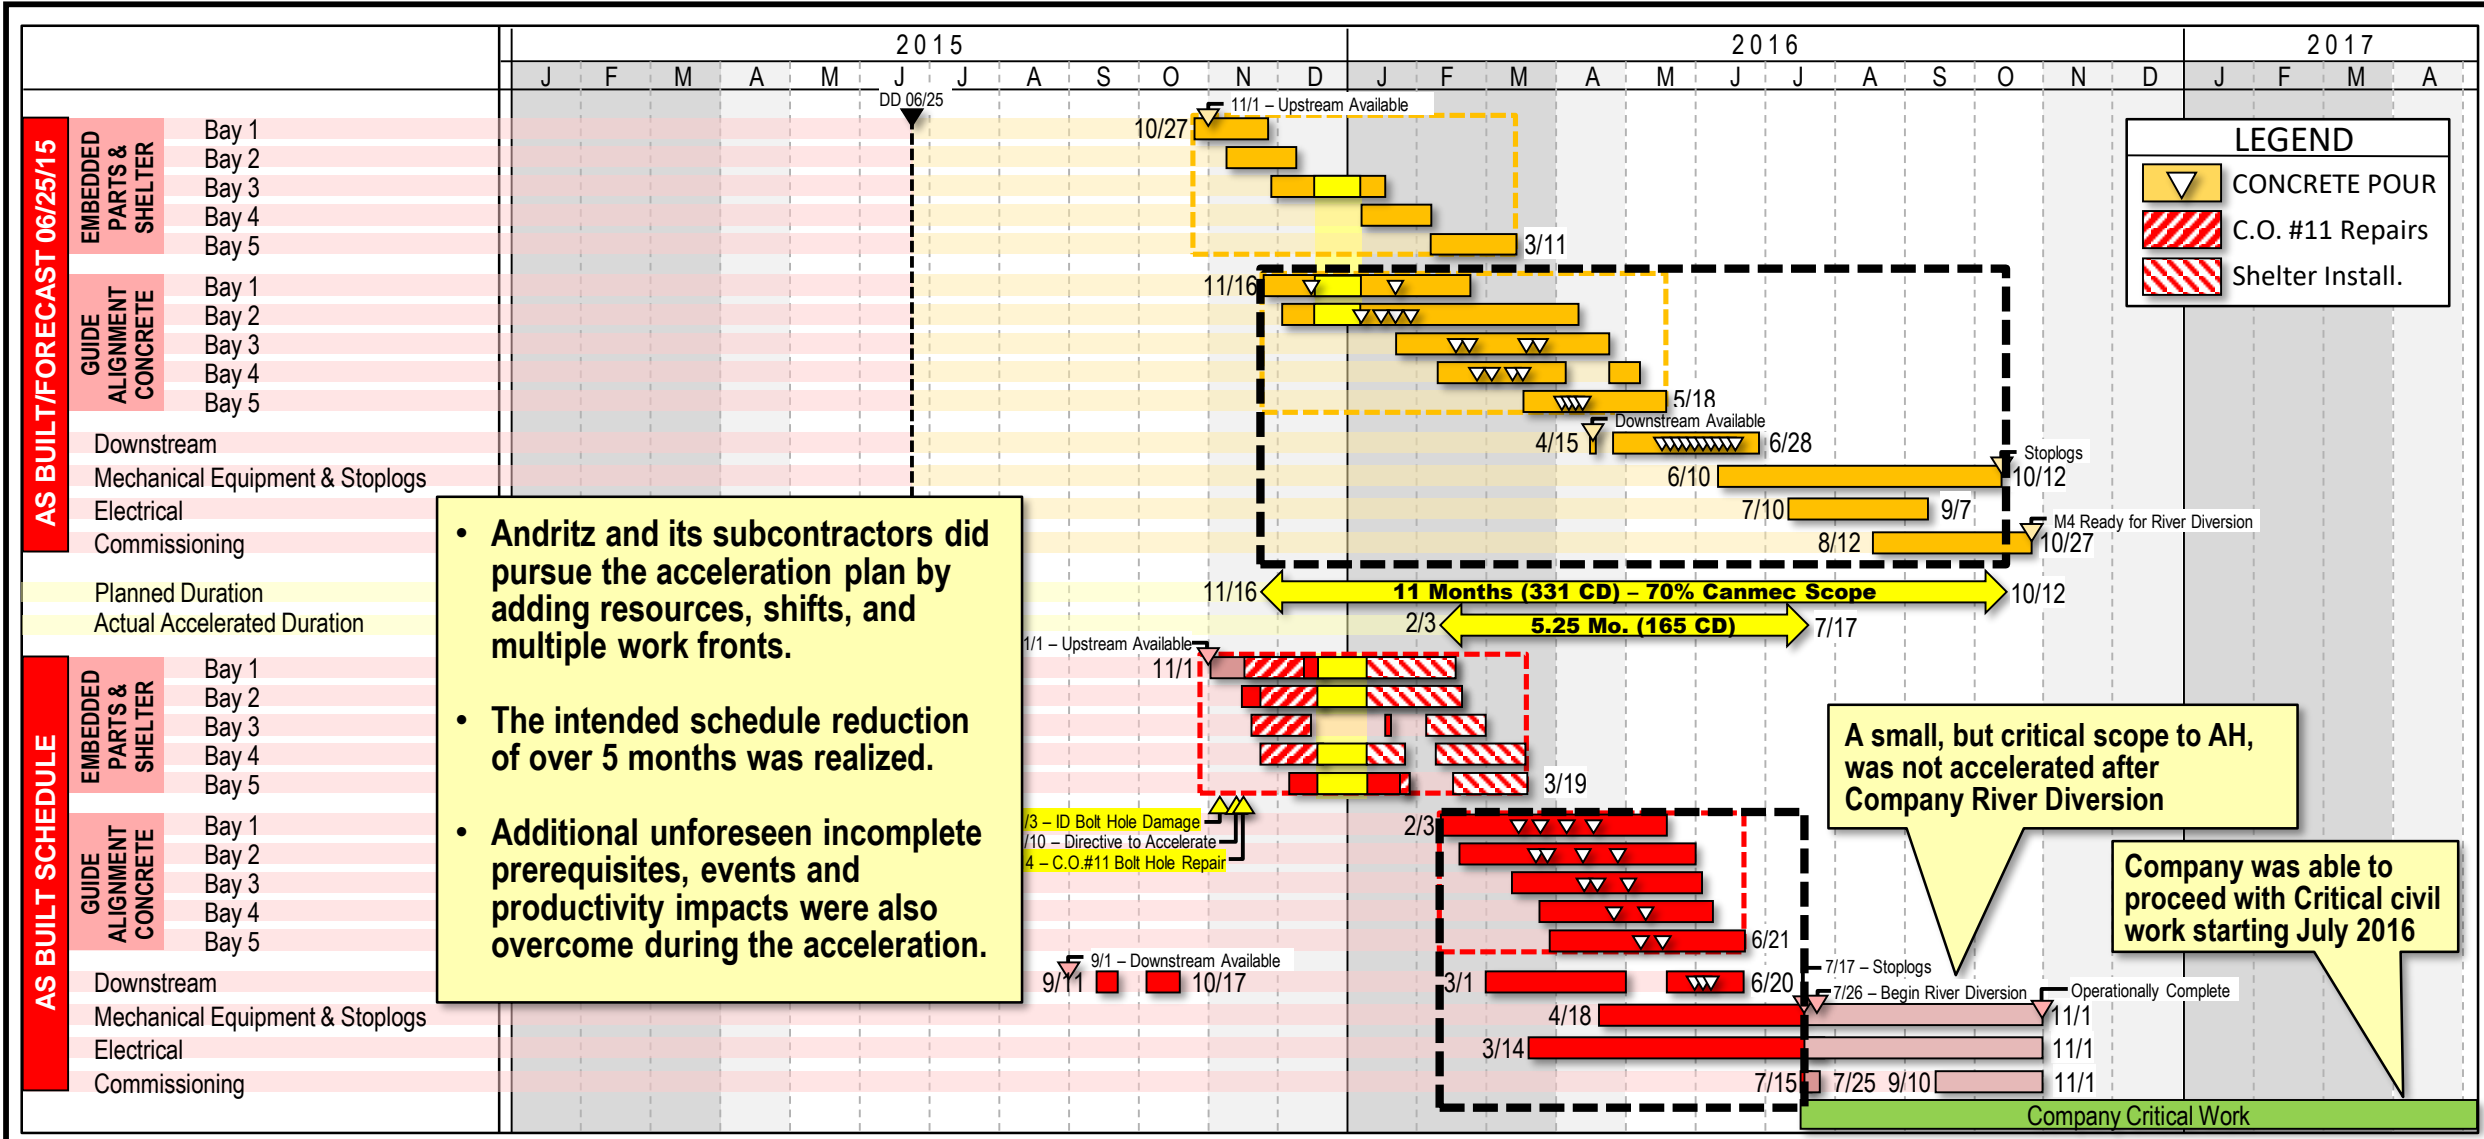 2015 2016 2017
J F M A M J J A S O N D J F M A M J J A S O N D J F M A
DD 06/25
AS BUILT/FORECAST 06/25/15
EMBEDDED
PARTS &
SHELTER
11/1 – Upstream Available
Bay 1 10/27
Bay 2
Bay 3
Bay 4
Bay 5 3/11
GUIDE
ALIGNMENT
CONCRETE
Bay 1 11/16
Bay 2
Bay 3
Bay 4
Bay 5 5/18
Downstream Available
Downstream 4/15 6/28
Stoplogs
Mechanical Equipment & Stoplogs 6/10 10/12
Electrical 7/10 9/7
M4 Ready for River Diversion
Commissioning 8/12 10/27
LEGEND
CONCRETE POUR
C.O. #11 Repairs
Shelter Install.
Planned Duration 11/16 11 Months (331 CD) – 70% Canmec Scope 10/12
Actual Accelerated Duration 2/3 5.25 Mo. (165 CD) 7/17
• Andritz and its subcontractors did
pursue the acceleration plan by
adding resources, shifts, and
multiple work fronts.
• The intended schedule reduction
of over 5 months was realized.
• Additional unforeseen incomplete
prerequisites, events and
productivity impacts were also
overcome during the acceleration.
AS BUILT SCHEDULE
EMBEDDED
PARTS &
SHELTER
1/1 – Upstream Available
Bay 1 11/1
Bay 2
Bay 3
Bay 4
Bay 5 3/19
/3 – ID Bolt Hole Damage
/10 – Directive to Accelerate
4 – C.O.#11 Bolt Hole Repair
GUIDE
ALIGNMENT
CONCRETE
Bay 1 2/3
Bay 2
Bay 3
Bay 4
Bay 5 6/21
9/1 – Downstream Available
Downstream 9/11 10/17 3/1 6/20
7/17 – Stoplogs
7/26 – Begin River Diversion
Operationally Complete
Mechanical Equipment & Stoplogs 4/18 11/1
Electrical 3/14 11/1
Commissioning 7/15 7/25 9/10 11/1
Company Critical Work
A small, but critical scope to AH,
was not accelerated after
Company River Diversion
Company was able to
proceed with Critical civil
work starting July 2016